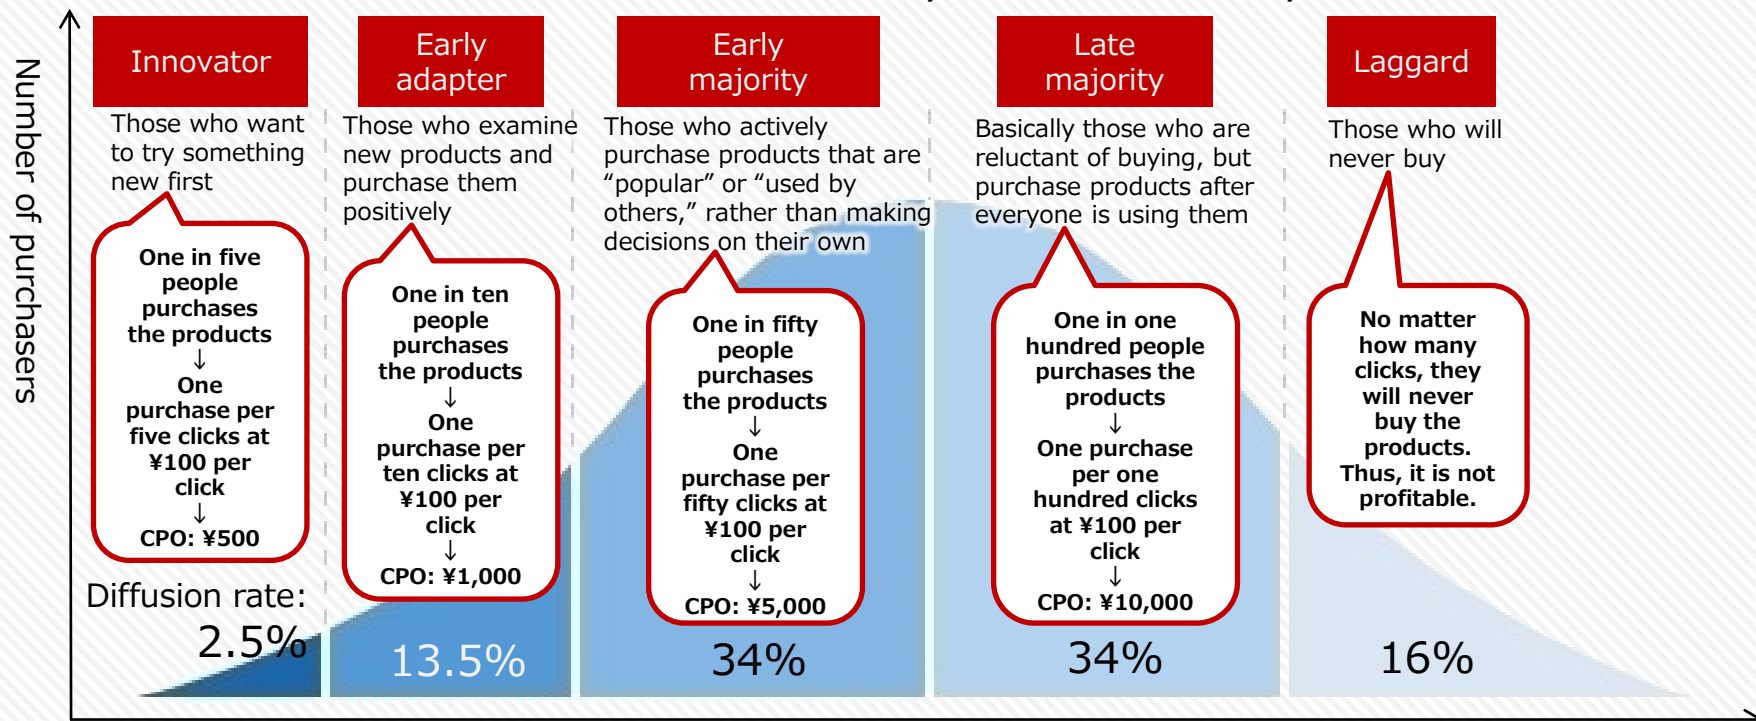 Number of purchasers
Innovator
Those who want
to try something
new first
One in five
people
purchases
the products
↓
One
purchase per
five clicks at
¥100 per
click
↓
CPO: ¥500
Diffusion rate:
2.5%
Early
adapter
Those who examine
new products and
purchase them
positively
One in ten
people
purchases
the products
↓
One
purchase per
ten clicks at
¥100 per
click
↓
CPO: ¥1,000
13.5%
Early
majority
Those who actively
purchase products that are
“popular” or “used by
others,” rather than making
decisions on their own
One in fifty
people
purchases
the products
↓
One
purchase per
fifty clicks at
¥100 per
click
↓
CPO: ¥5,000
34%
Late
majority
Basically those who are
reluctant of buying, but
purchase products after
everyone is using them
One in one
hundred people
purchases the
products
↓
One purchase
per one
hundred clicks
at ¥100 per
click
↓
CPO: ¥10,000
34%
Laggard
Those who will
never buy
No matter
how many
clicks, they
will never
buy the
products.
Thus, it is not
profitable.
16%